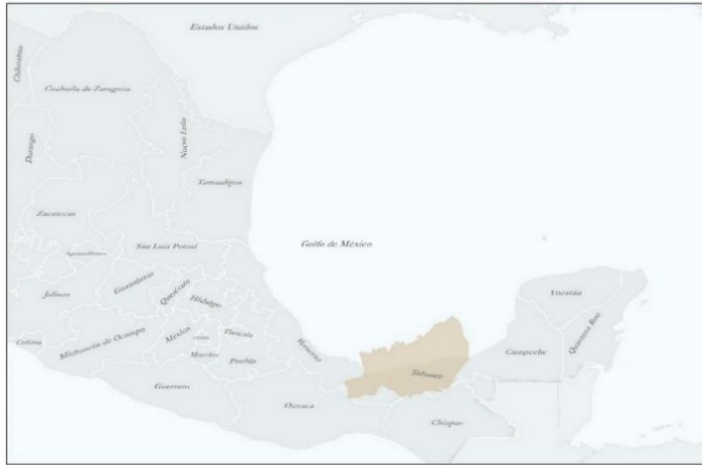 Estados Unidos
Chihuahua
Coahuila de Zaragoza
Durango
Nuevo León
Tamaulipas
Zacatecas
San Luis Potosí
Golfo de México
Aguascalientes
Jalisco
Guanajuato
Querétaro
Hidalgo
Yucatán
Colima
Michoacán de Ocampo
México
Tlaxcala
Veracruz
Campeche
Quintana Roo
Morelos
Puebla
Tabasco
Guerrero
Oaxaca
Chiapas